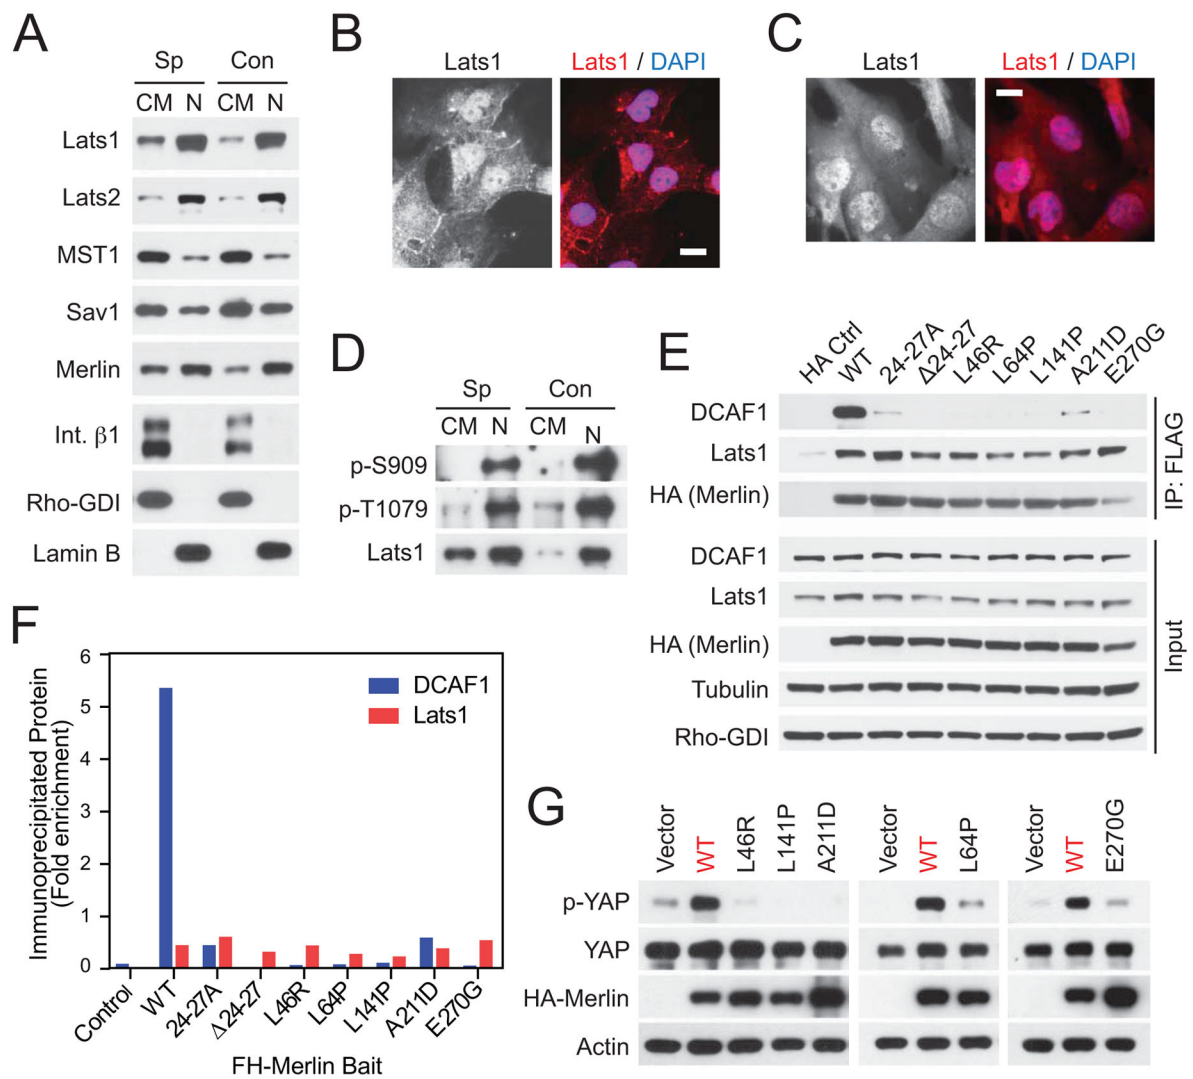 A
Sp Con
CM N CM N
Lats1
Lats2
MST1
Sav1
Merlin
Int. β1
Rho-GDI
Lamin B
B
Lats1 Lats1 / DAPI
C
Lats1 Lats1 / DAPI
D
Sp Con
CM N CM N
p-S909
p-T1079
Lats1
E
HA Ctrl WT 24-27A Δ24-27 L46R L64P L141P A211D E270G
DCAF1
Lats1
HA (Merlin)
IP: FLAG
DCAF1
Lats1
HA (Merlin)
Tubulin
Rho-GDI
Input
F
Immunoprecipitated Protein
(Fold enrichment)
6
5
4
3
2
1
0
DCAF1
Lats1
Control WT 24-27A Δ24-27 L46R L64P L141P A211D E270G
FH-Merlin Bait
G
Vector WT L46R L141P A211D Vector WT L64P Vector WT E270G
p-YAP
YAP
HA-Merlin
Actin